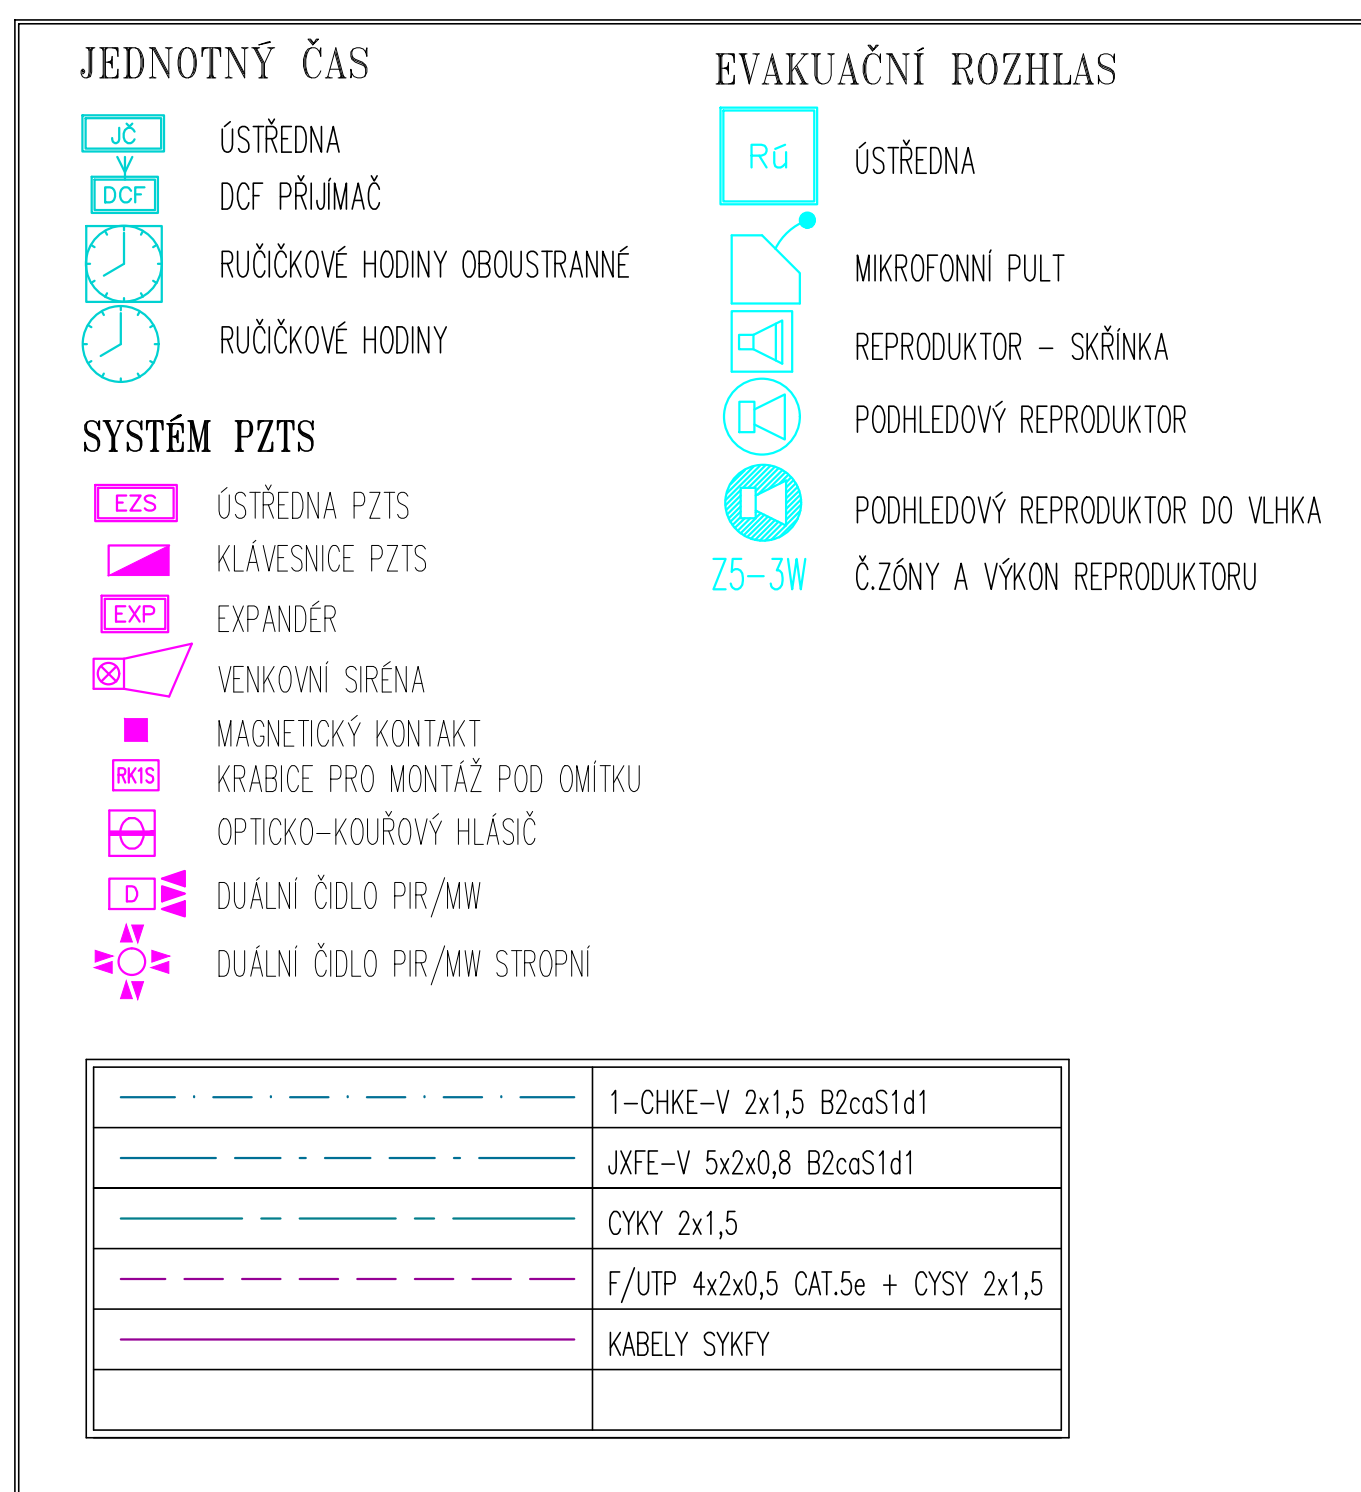 JEDNOTNÝ ČAS
JČ ÚSTŘEDNA
DCF DCF PŘIJÍMAČ
RUČIČKOVÉ HODINY OBOUSTRANNÉ
RUČIČKOVÉ HODINY
SYSTÉM PZTS
EZS ÚSTŘEDNA PZTS
KLÁVESNICE PZTS
EXP EXPANDÉR
VENKOVNÍ SIRÉNA
MAGNETICKÝ KONTAKT
RK1S KRABICE PRO MONTÁŽ POD OMÍTKU
OPTICKO-KOUŘOVÝ HLÁSIČ
D DUÁLNÍ ČIDLO PIR/MW
DUÁLNÍ ČIDLO PIR/MW STROPNÍ
EVAKUAČNÍ ROZHLAS
Rú ÚSTŘEDNA
MIKROFONNÍ PULT
REPRODUKTOR - SKŘÍNKA
PODHLEDOVÝ REPRODUKTOR
PODHLEDOVÝ REPRODUKTOR DO VLHKA
Z5-3W Č.ZÓNY A VÝKON REPRODUKTORU
1-CHKE-V 2x1,5 B2caS1d1
JXFE-V 5x2x0,8 B2caS1d1
CYKY 2x1,5
F/UTP 4x2x0,5 CAT.5e + CYSY 2x1,5
KABELY SYKFY